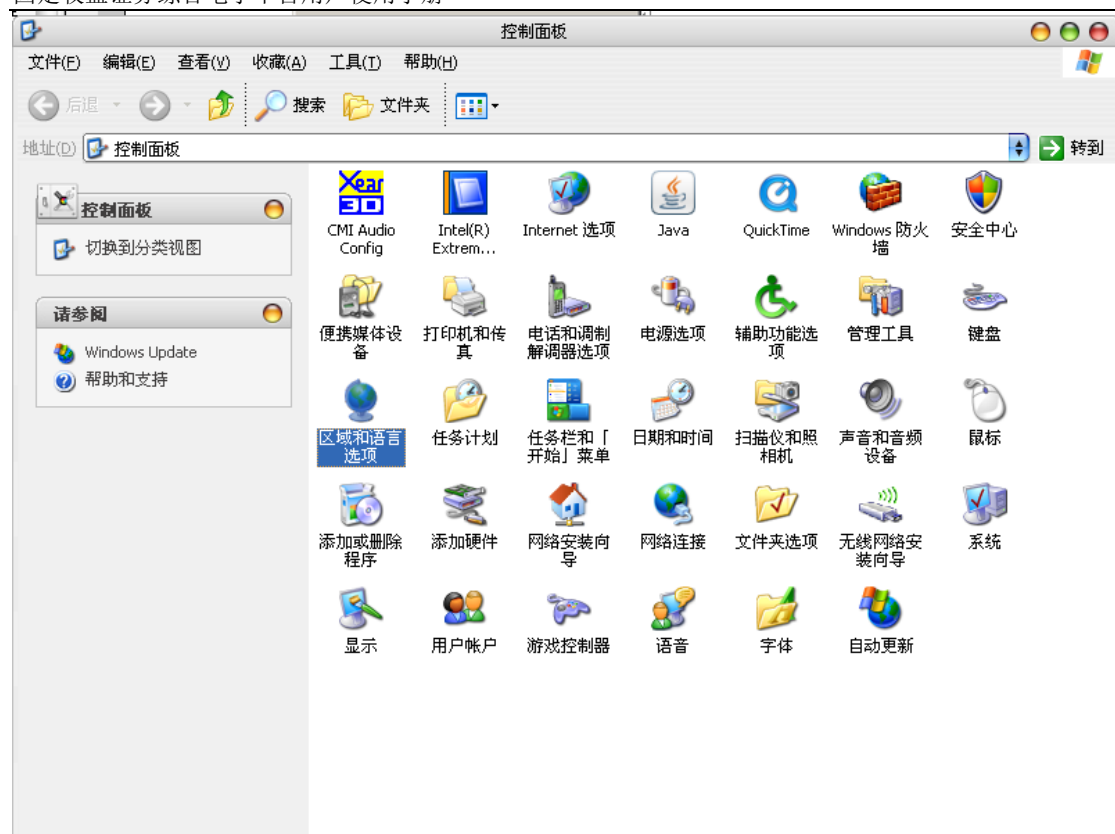 控制面板
文件(F) 编辑(E) 查看(V) 收藏(A) 工具(T) 帮助(H)
后退 搜索 文件夹
地址(D) 控制面板 转到
控制面板
切换到分类视图
请参阅
Windows Update
帮助和支持
Xear
3D
CMI Audio
Config
Intel(R)
Extrem...
Internet 选项
Java
QuickTime
Windows 防火
墙
安全中心
便携媒体设
备
打印机和传
真
电话和调制
解调器选项
电源选项
辅助功能选
项
管理工具
键盘
区域和语言
选项
任务计划
任务栏和「
开始」菜单
日期和时间
扫描仪和照
相机
声音和音频
设备
鼠标
添加或删除
程序
添加硬件
网络安装向
导
网络连接
文件夹选项
无线网络安
装向导
系统
显示
用户帐户
游戏控制器
语音
字体
自动更新